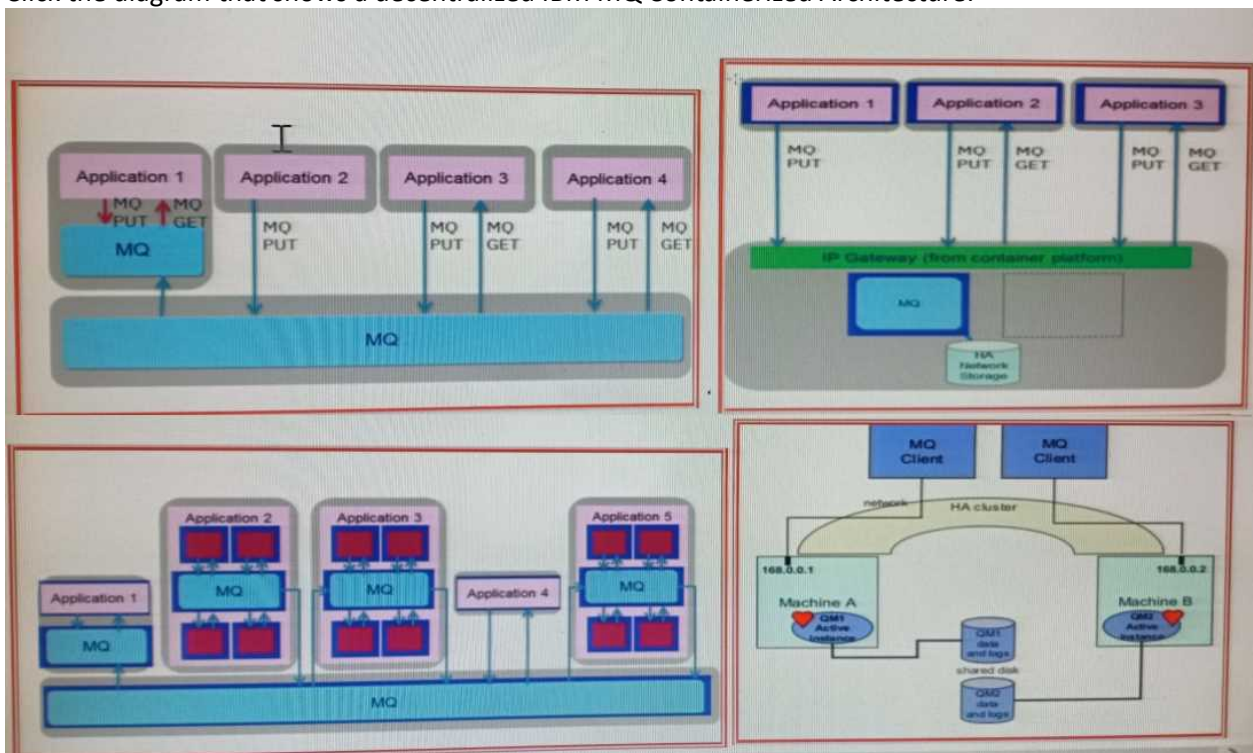 Click the diagram that shows a decentralized IBM MQ Containerized Architecture.
Application 1
Application 2
Application 3
Application 4
MQ
PUT
MQ
GET
MQ
MQ
PUT
MQ
PUT
MQ
GET
MQ
PUT
MQ
GET
MQ
Application 1
Application 2
Application 3
MQ
PUT
MQ
PUT
MQ
GET
MQ
PUT
MQ
GET
IP Gateway (from container platform)
MQ
HA
Network
Storage
Application 2
Application 3
Application 5
Application 1
MQ
MQ
Application 4
MQ
MQ
MQ
MQ
Client
MQ
Client
network
HA cluster
168.0.0.1
168.0.0.2
Machine A
Machine B
QM1
Active
instance
QM2
Active
instance
QM1
data
and logs
shared disk
QM2
data
and logs